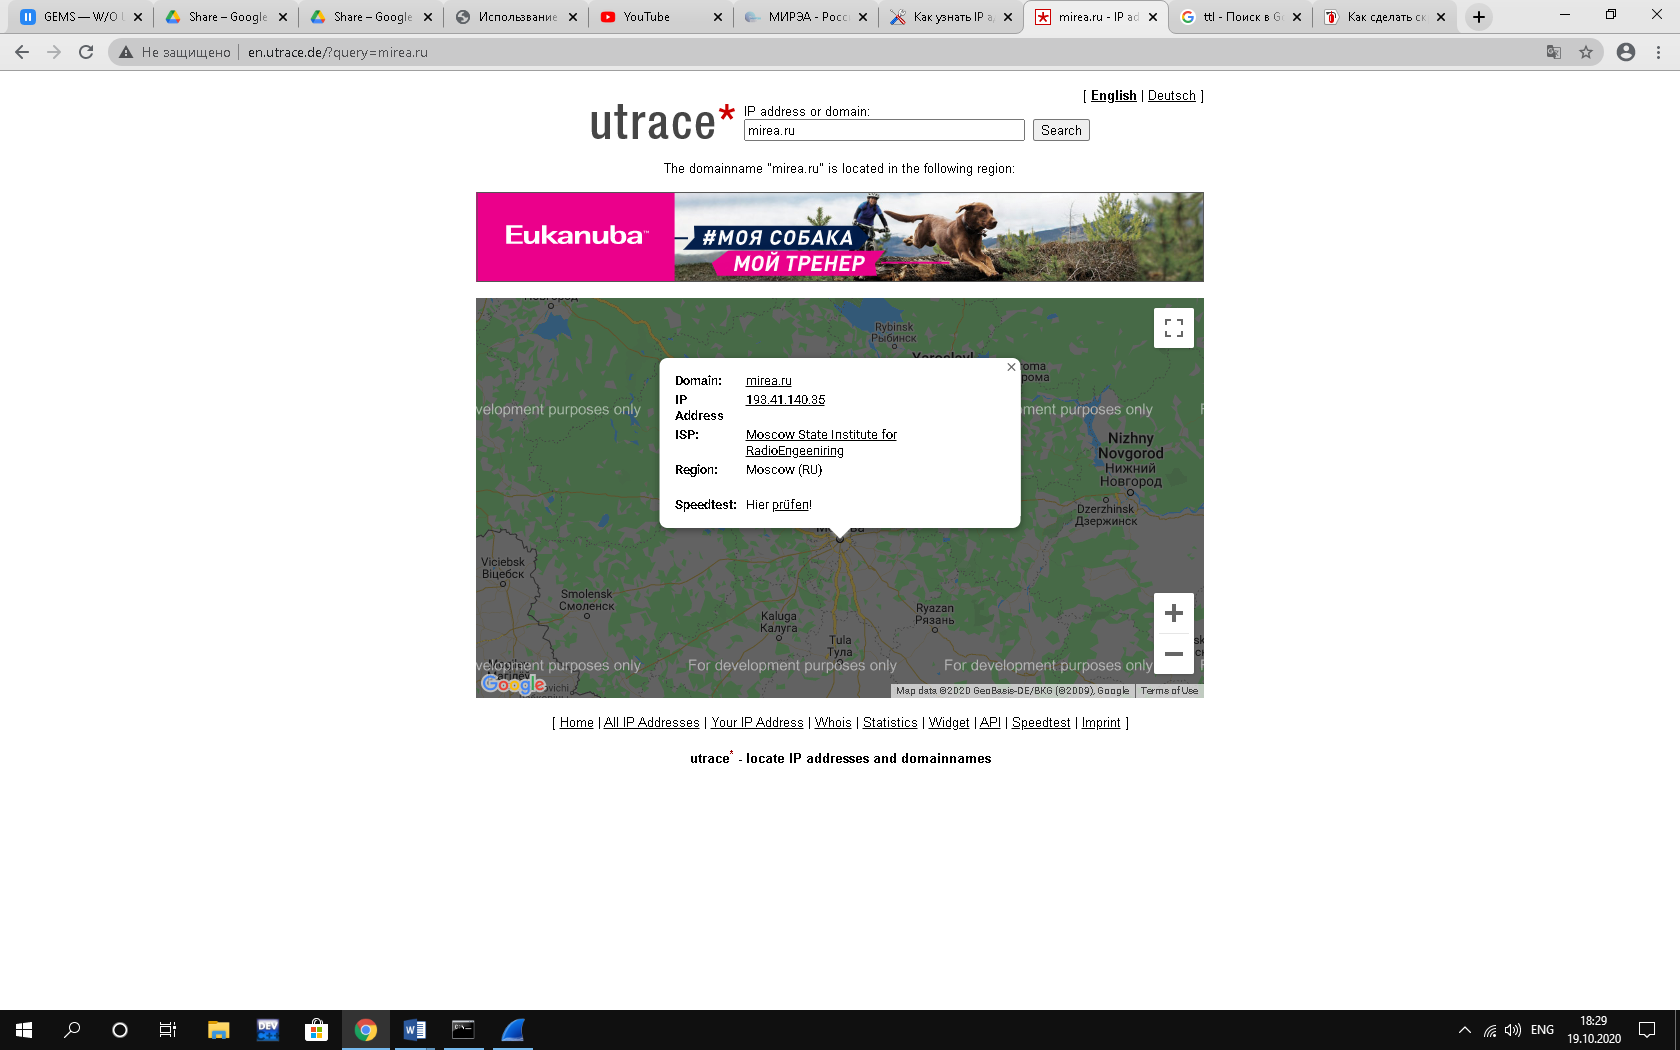 GEMS — W/O
Share – Google
Share – Google
Использвание
YouTube
МИРЭА - Росс
Как узнать IP а
mirea.ru - IP ad
ttl - Поиск в G
Как сделать ск
Не защищено
en.utrace.de/?query=mirea.ru
[ English | Deutsch ]
utrace*
IP address or domain:
mirea.ru
Search
The domainname "mirea.ru" is located in the following region:
Eukanuba
#МОЯ СОБАКА
МОЙ ТРЕНЕР
Rybinsk
Рыбинск
Yaroslavl
roma
рома
Domain: mirea.ru
IP Address 193.41.140.35
ISP: Moscow State Institute for
RadioEngeeniring
Region: Moscow (RU)
Speedtest: Hier prüfen!
velopment purposes only
ment purposes only
Nizhny
Novgorod
Нижний
Новгород
Dzerzhinsk
Дзержинск
Viciebsk
Віцебск
Smolensk
Смоленск
Kaluga
Калуга
Ryazan
Рязань
Tula
Тула
velopment purposes only
For development purposes only
For development purposes only
Google
Map data ©2020 GeoBasis-DE/BKG (©2009), Google
Terms of Use
[ Home | All IP Addresses | Your IP Address | Whois | Statistics | Widget | API | Speedtest | Imprint ]
utrace* - locate IP addresses and domainnames
DEV
ENG
18:29
19.10.2020